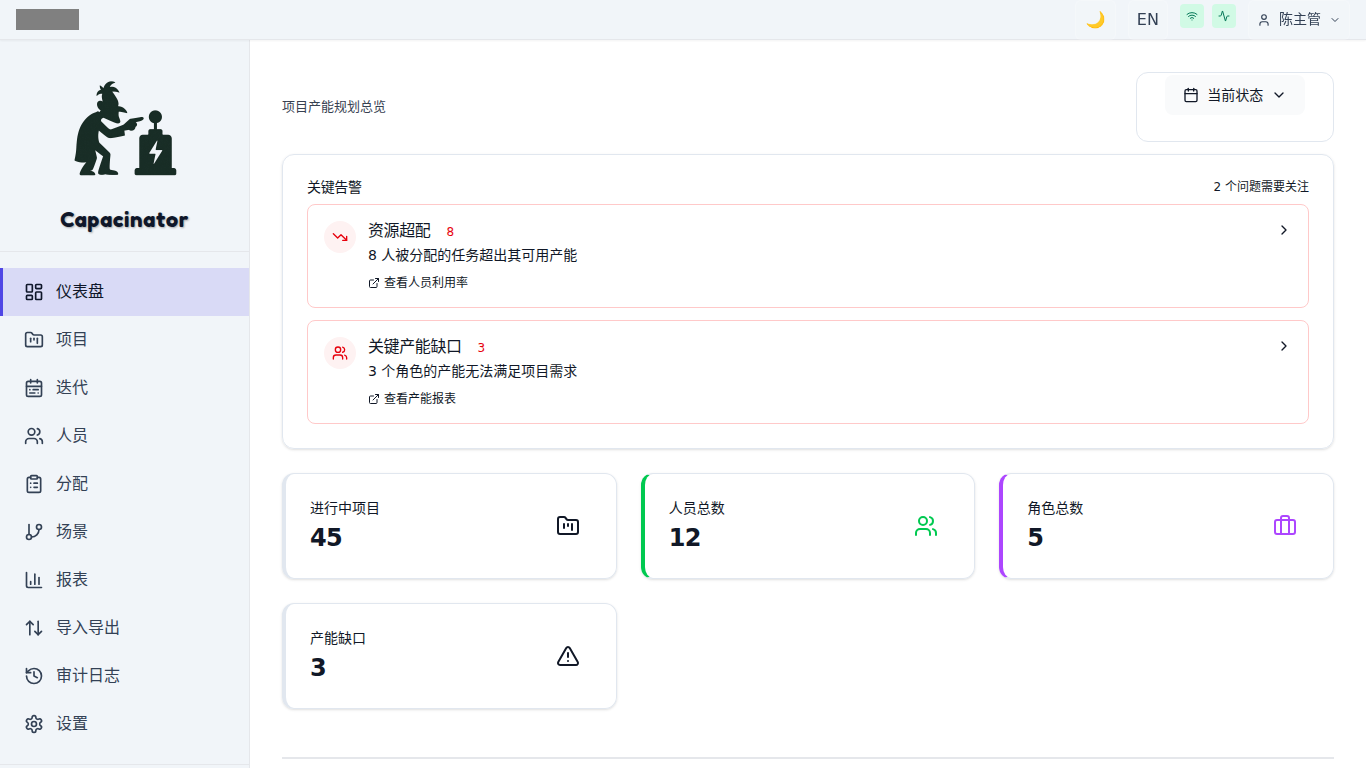 EN
陈主管
Capacinator
仪表盘
项目
迭代
人员
分配
场景
报表
导入导出
审计日志
设置
项目产能规划总览
当前状态
关键告警
2 个问题需要关注
资源超配 8
8 人被分配的任务超出其可用产能
查看人员利用率
关键产能缺口 3
3 个角色的产能无法满足项目需求
查看产能报表
进行中项目
45
人员总数
12
角色总数
5
产能缺口
3